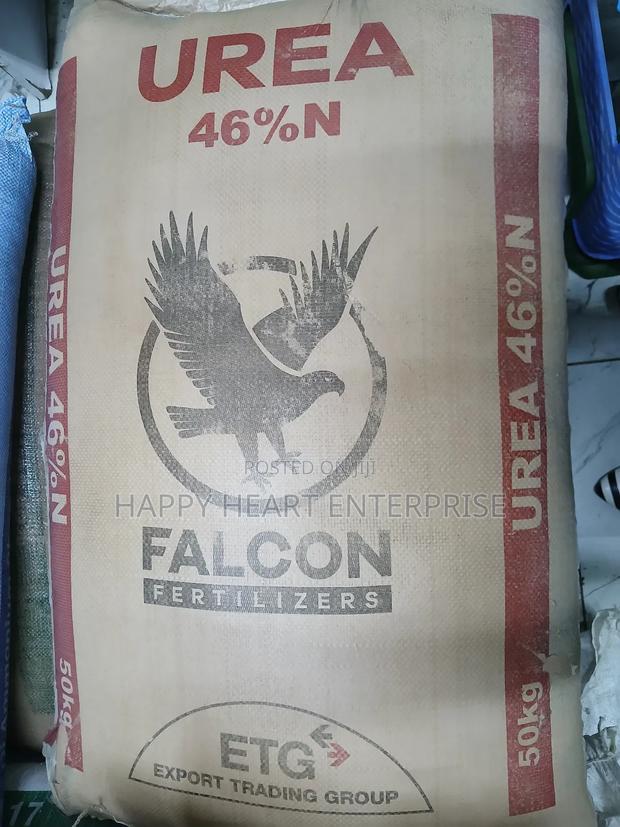 UREA
46%N
UREA 46%N
UREA 46%N
POSTED ON JIJI
HAPPY HEART ENTERPRISE
FALCON
FERTILIZERS
50kg
50kg
ETG
EXPORT TRADING GROUP
17